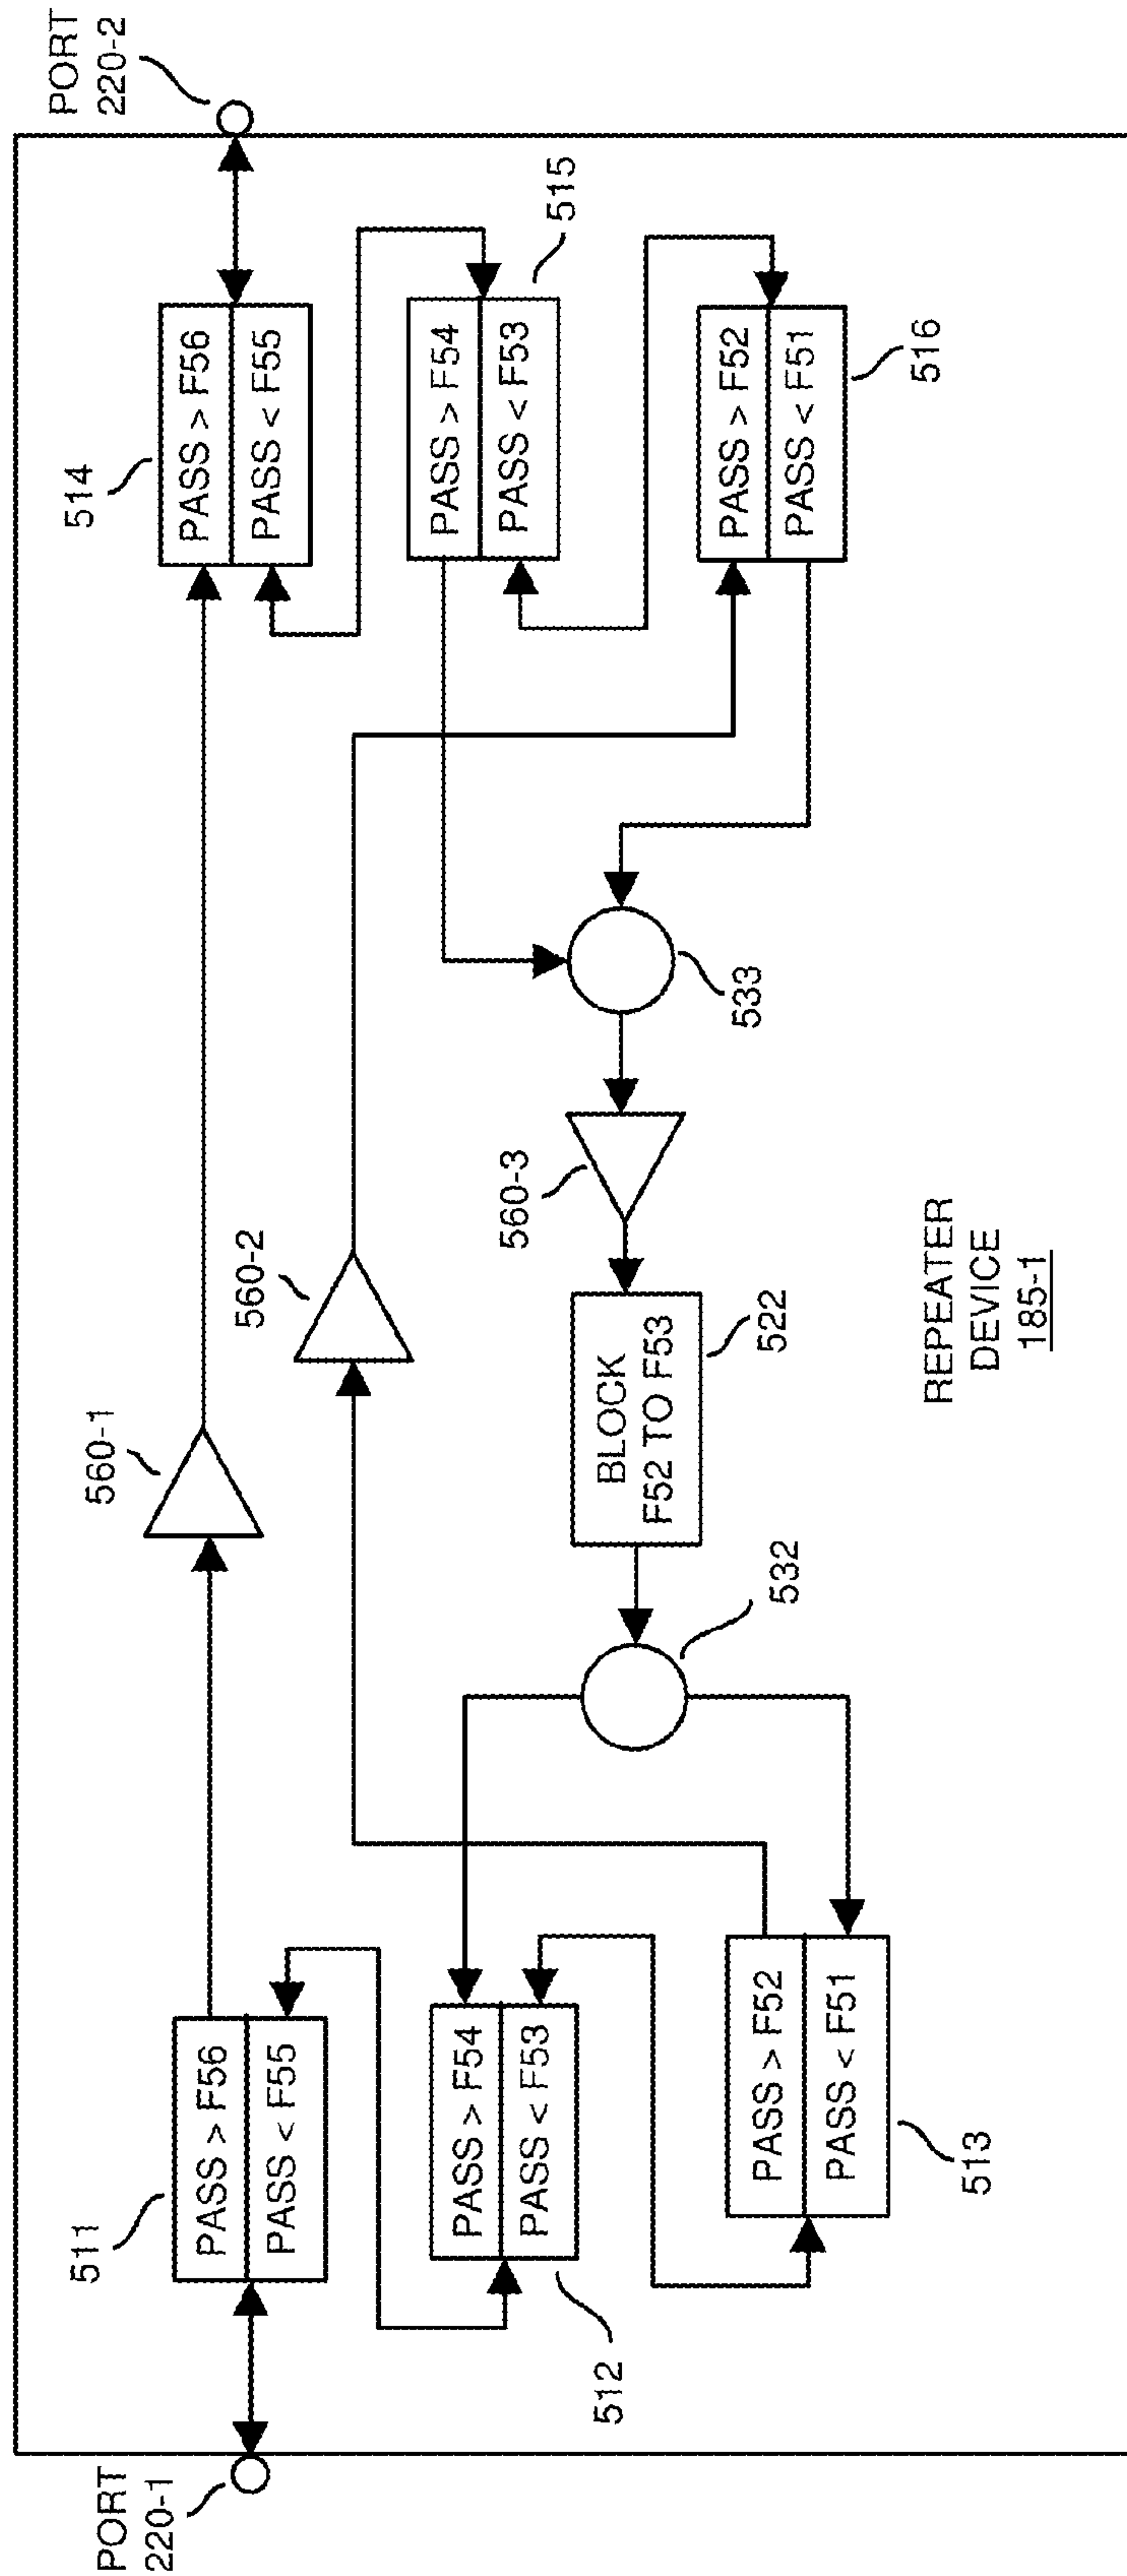 PORT
220-1
PORT
220-2
511
PASS > F56
PASS < F55
560-1
514
PASS > F56
PASS < F55
560-2
512
PASS > F54
PASS < F53
515
PASS > F54
PASS < F53
532
BLOCK
F52 TO F53
522
560-3
533
513
PASS > F52
PASS < F51
516
PASS > F52
PASS < F51
REPEATER
DEVICE
185-1